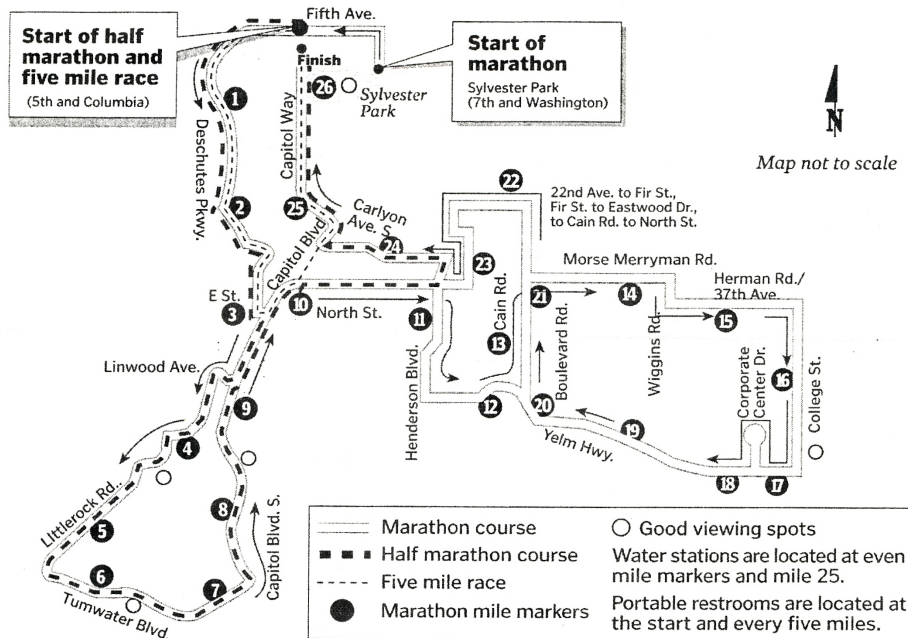 Fifth Ave.
Start of half
marathon and
five mile race
(5th and Columbia)
Start of
marathon
Sylvester Park
(7th and Washington)
Finish
26
Sylvester
Park
N
Map not to scale
1
Deschutes Pkwy.
Capitol Way
2
25
Carlyon
Ave. S.
24
22
22nd Ave. to Fir St.,
Fir St. to Eastwood Dr.,
to Cain Rd. to North St.
23
Capitol Blvd.
Morse Merryman Rd.
Herman Rd./
37th Ave.
E St.
3
10
North St.
11
Cain Rd.
13
21
Boulevard Rd.
14
Wiggins Rd.
15
16
College St.
Corporate
Center Dr.
Linwood Ave.
9
Henderson Blvd.
12
20
19
Yelm Hwy.
18
17
4
Littlerock Rd..
5
8
Capitol Blvd. S.
6
7
Tumwater Blvd.
Marathon course
Half marathon course
Five mile race
Marathon mile markers
Good viewing spots
Water stations are located at even
mile markers and mile 25.
Portable restrooms are located at
the start and every five miles.